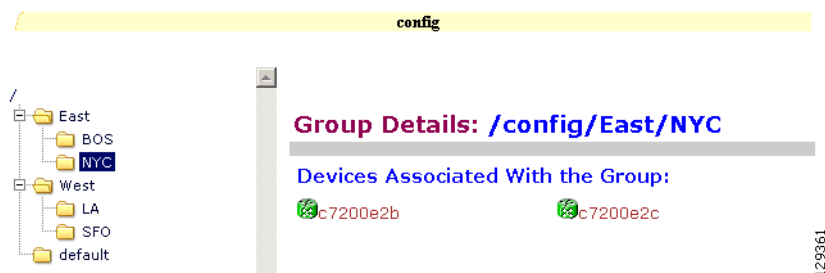 config
/
East
BOS
NYC
West
LA
SFO
default
Group Details: /config/East/NYC
Devices Associated With the Group:
c7200e2b c7200e2c
129361